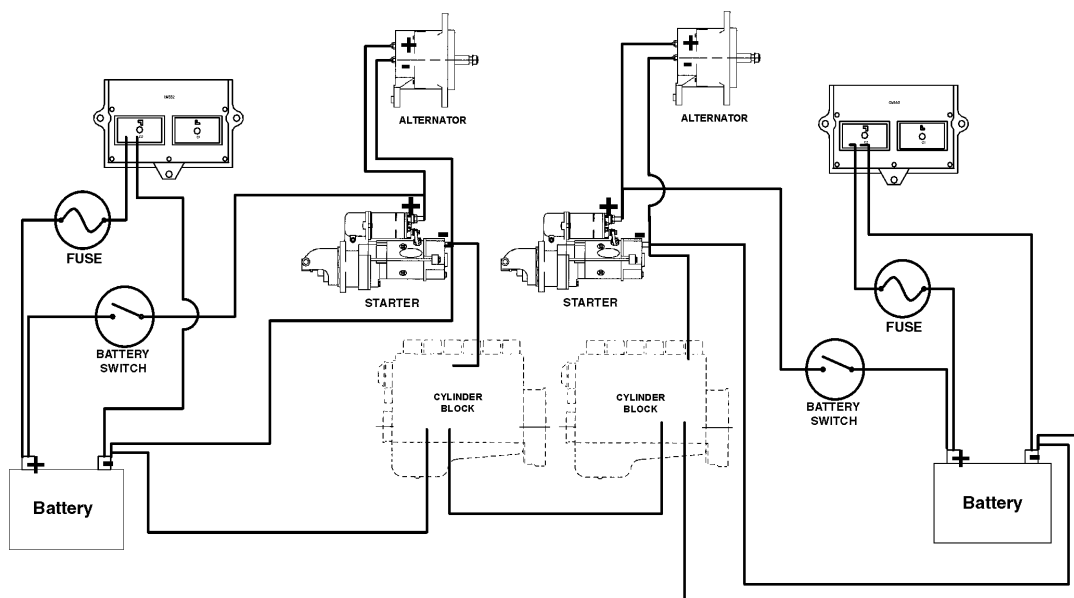 ALTERNATOR
ALTERNATOR
FUSE
STARTER
STARTER
FUSE
BATTERY
SWITCH
BATTERY
SWITCH
CYLINDER
BLOCK
CYLINDER
BLOCK
+
-
+
-
+
-
+
-
+
-
+
-
Battery
Battery